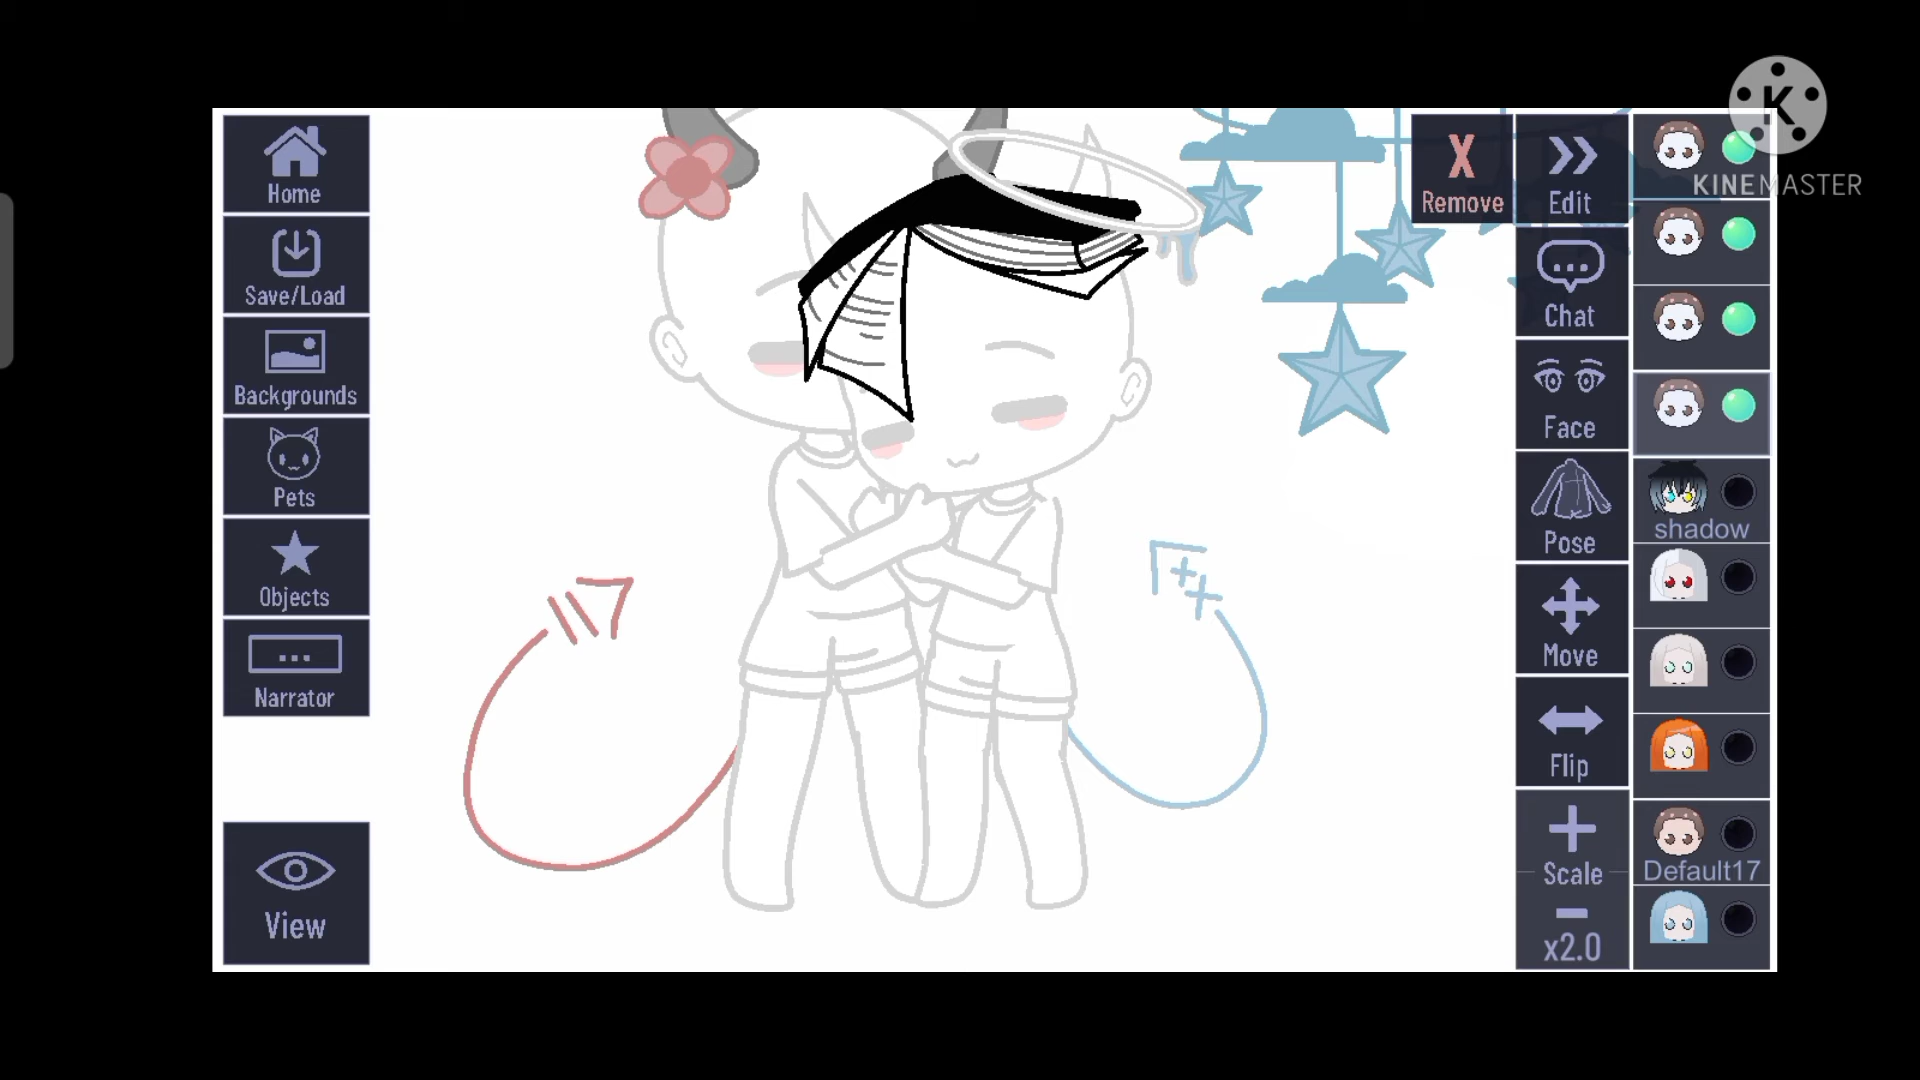 Home
Save/Load
Backgrounds
Pets
Objects
...
Narrator
View
X
Remove
Edit
...
Chat
Face
Pose
Move
Flip
+
Scale
-
x2.0
K
KINEMASTER
shadow
Default17